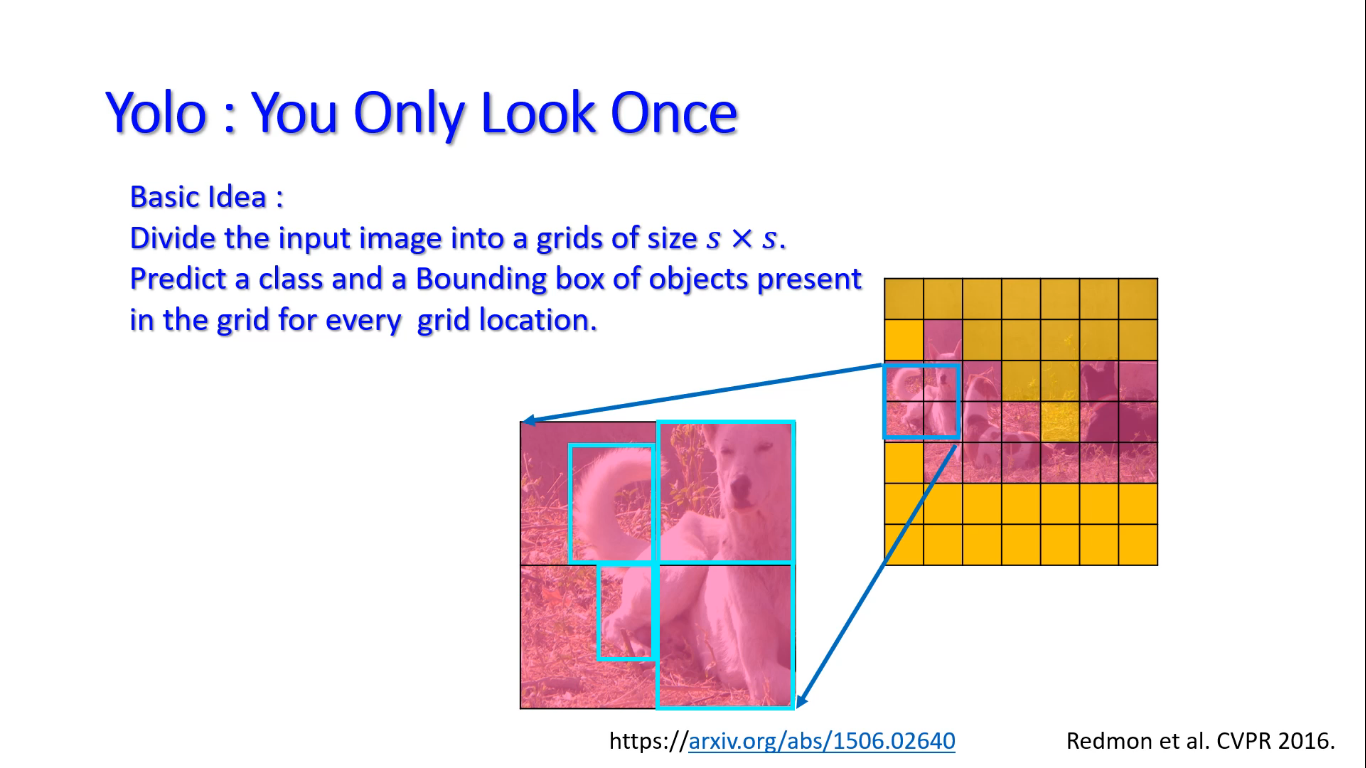 Yolo : You Only Look Once
Basic Idea :
Divide the input image into a grids of size 𝑠 × 𝑠.
Predict a class and a Bounding box of objects present
in the grid for every  grid location.
https://arxiv.org/abs/1506.02640
Redmon et al. CVPR 2016.